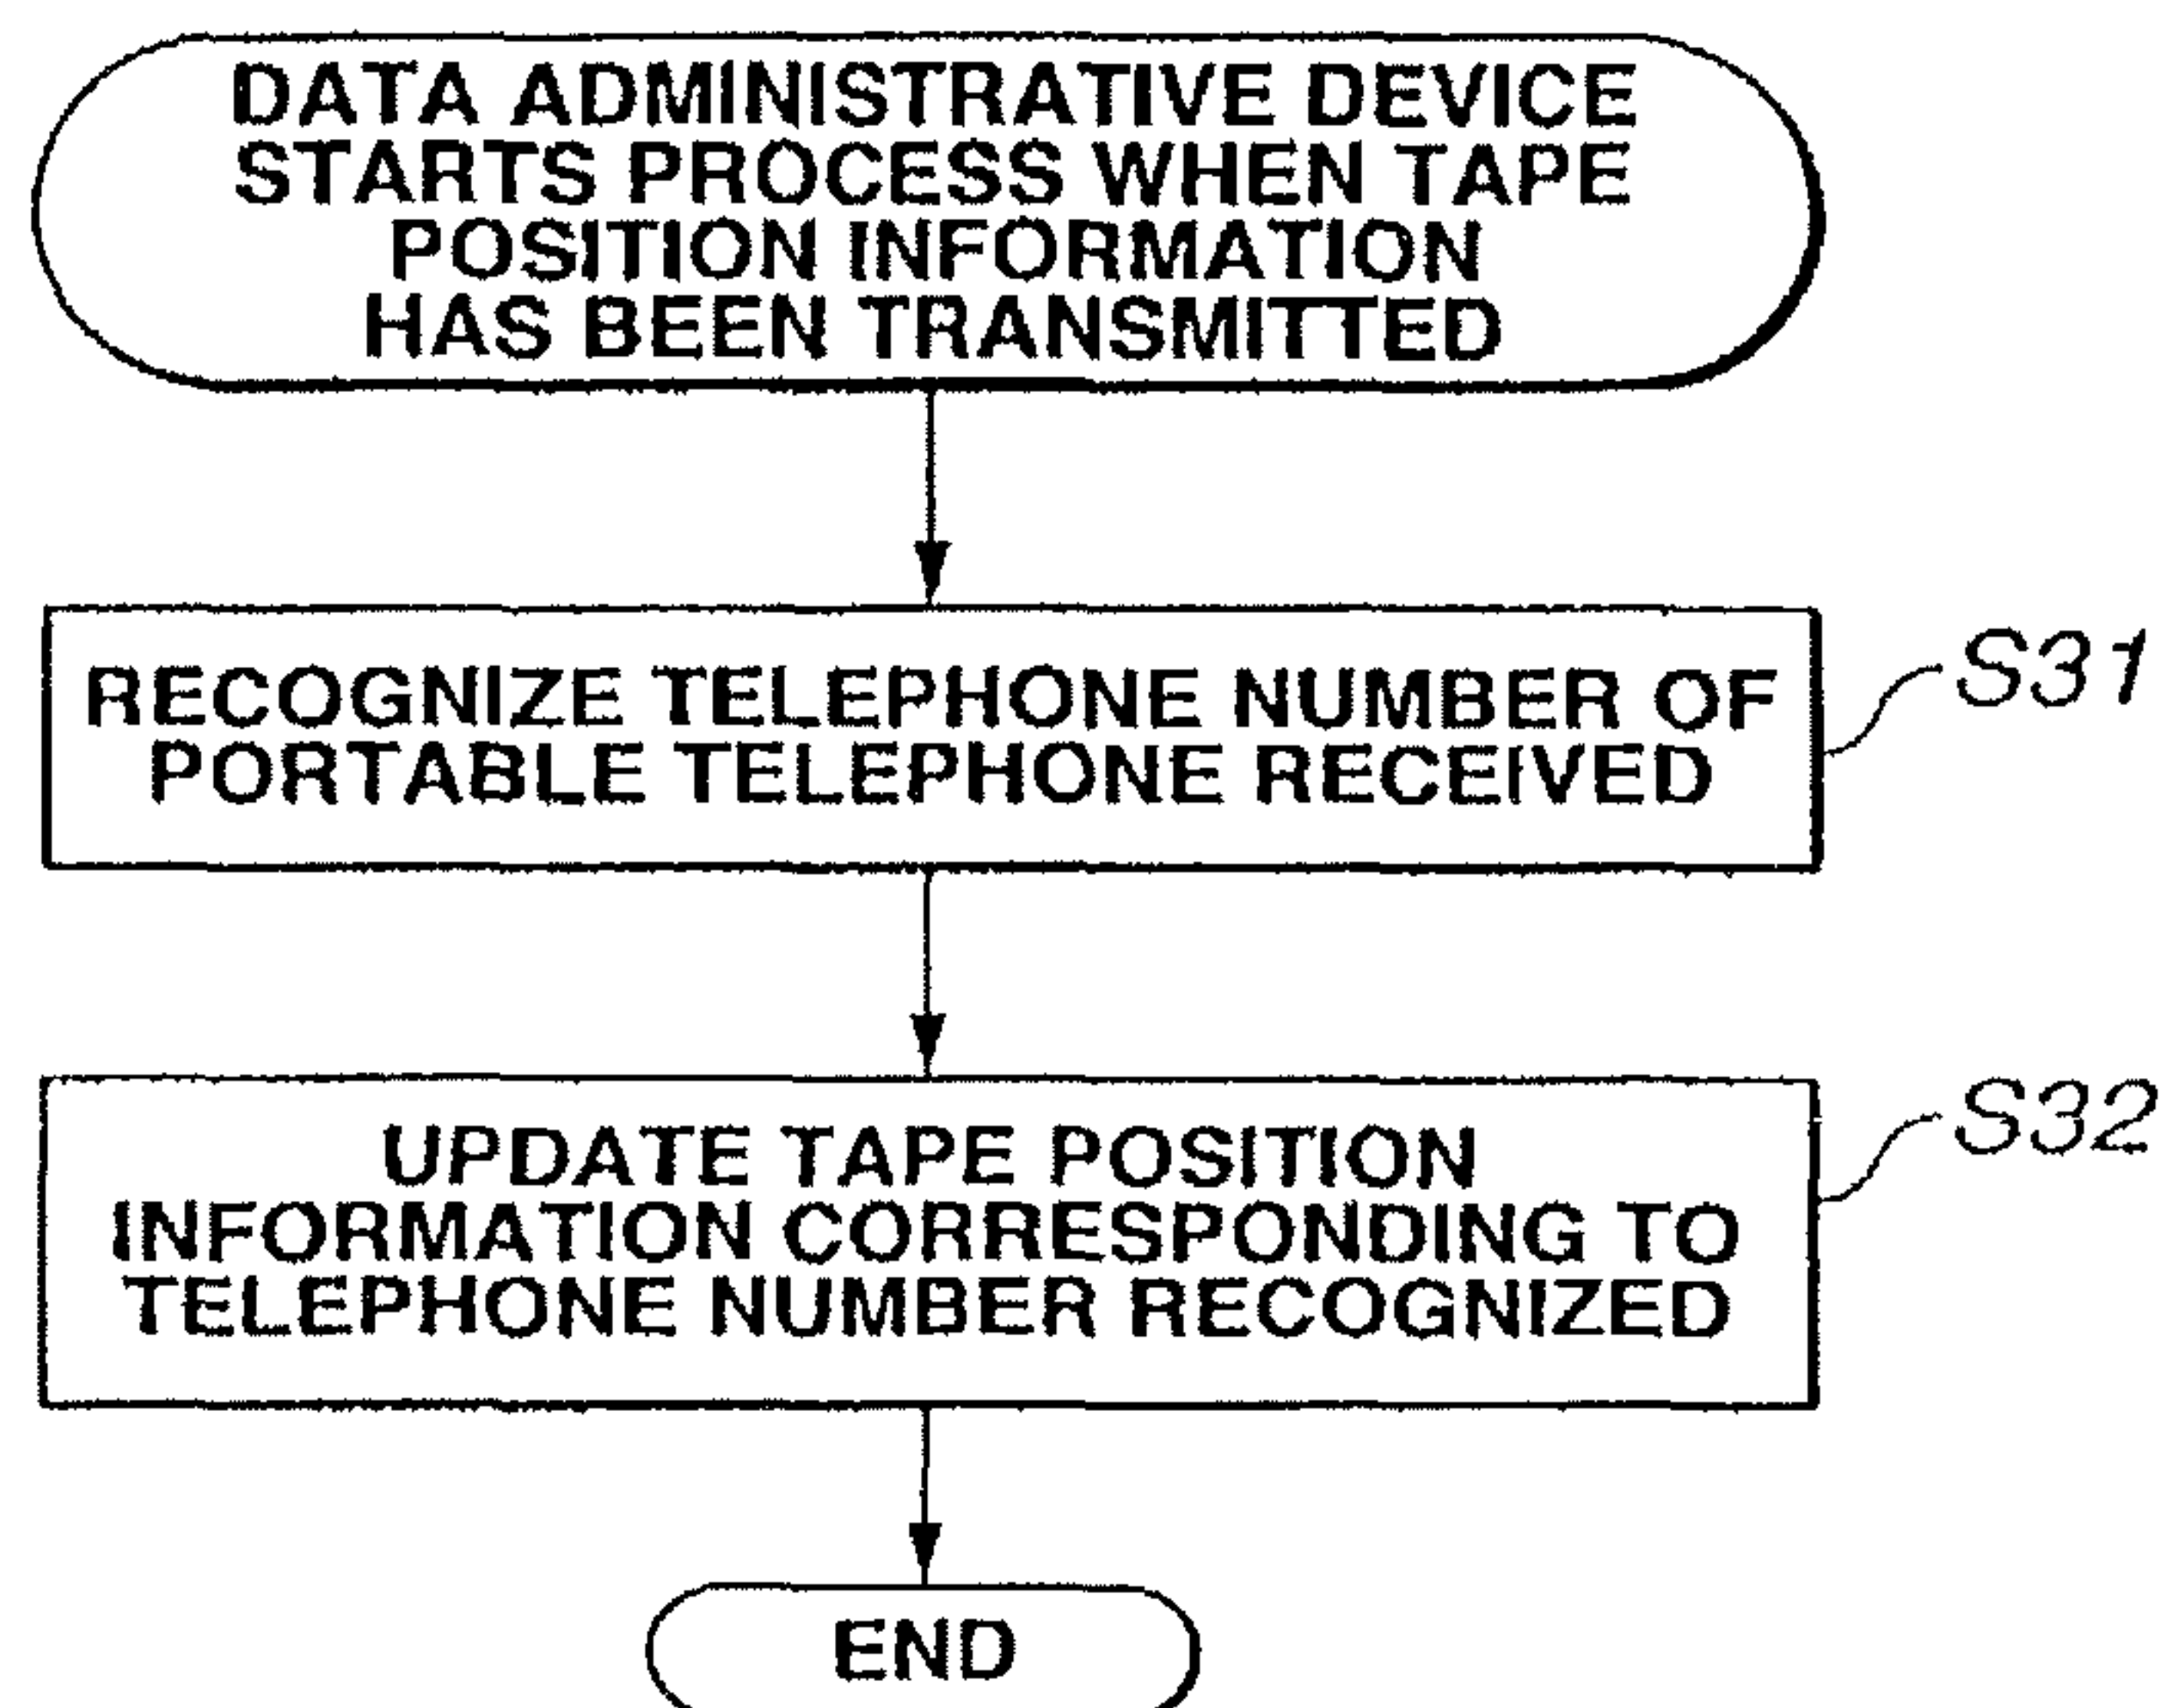 DATA ADMINISTRATIVE DEVICE
STARTS PROCESS WHEN TAPE
POSITION INFORMATION
HAS BEEN TRANSMITTED
RECOGNIZE TELEPHONE NUMBER OF
PORTABLE TELEPHONE RECEIVED
S31
UPDATE TAPE POSITION
INFORMATION CORRESPONDING TO
TELEPHONE NUMBER RECOGNIZED
S32
END